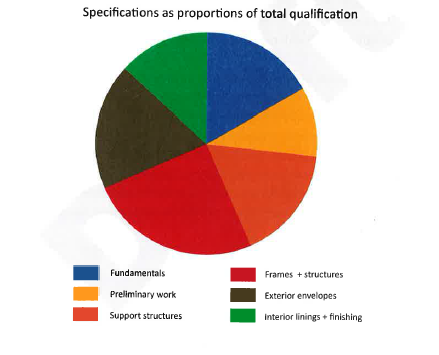 Specifications as proportions of total qualification
Fundamentals
Preliminary work
Support structures
Frames + structures
Exterior envelopes
Interior linings + finishing